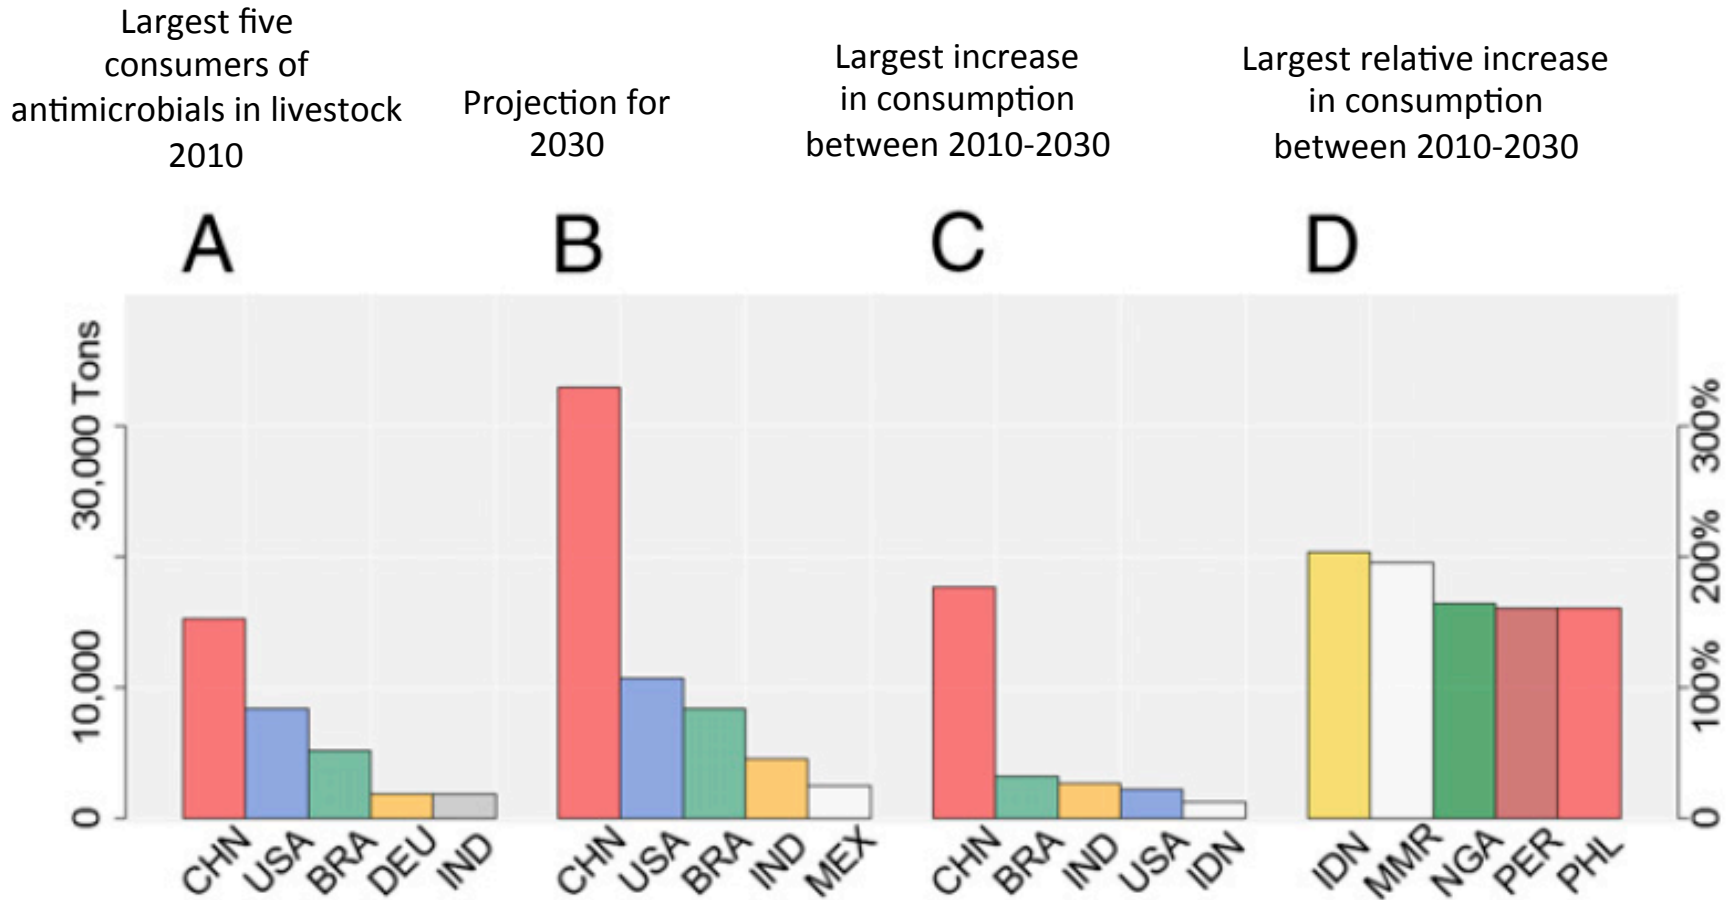 Largest five
consumers of
antimicrobials in livestock
2010
Projection for
2030
Largest increase
in consumption
between 2010-2030
Largest relative increase
in consumption
between 2010-2030
A
B
C
D
30,000 Tons
10,000
0
300%
200%
100%
0
CHN
USA
BRA
DEU
IND
CHN
USA
BRA
IND
MEX
CHN
BRA
IND
USA
IDN
IDN
MMR
NGA
PER
PHL